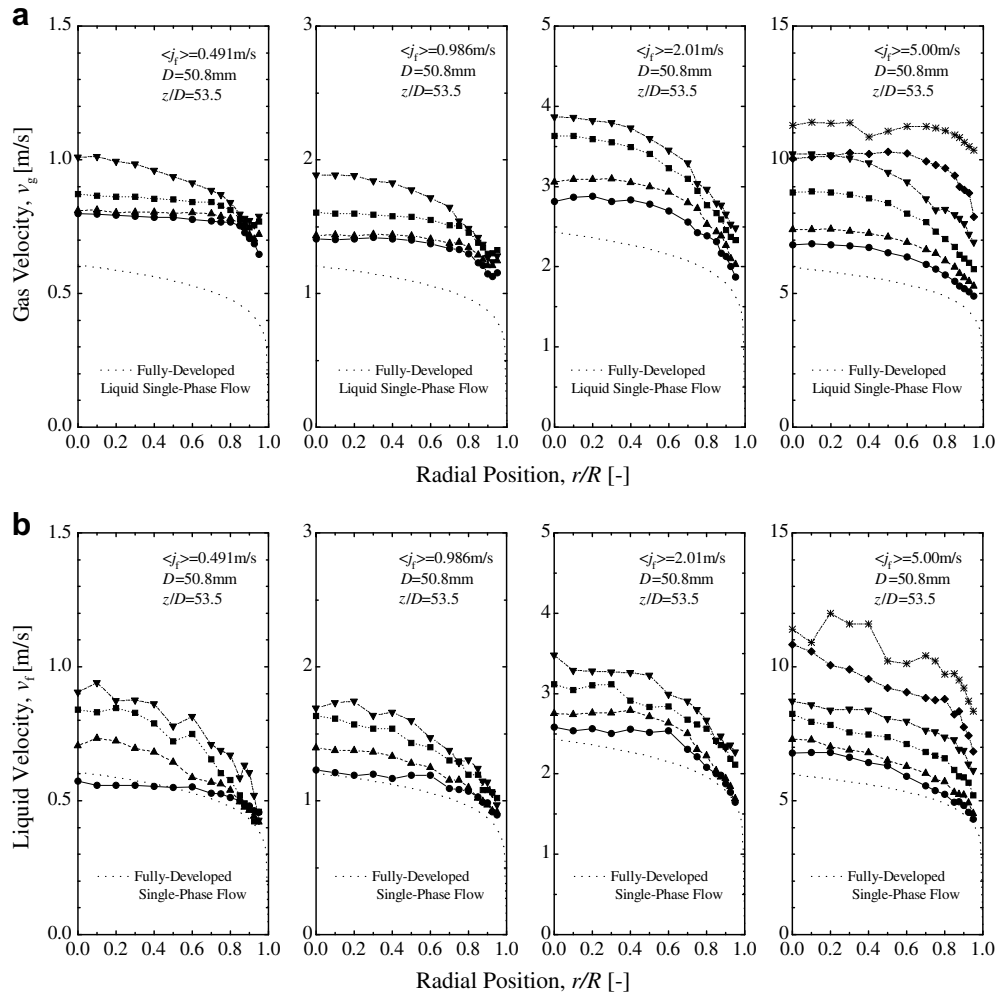 a
Gas Velocity, vg [m/s]
1.5
1.0
0.5
0.0
<jf>=0.491m/s
D=50.8mm
z/D=53.5
Fully-Developed
Liquid Single-Phase Flow
0.0 0.2 0.4 0.6 0.8 1.0
3
2
1
0
<jf>=0.986m/s
D=50.8mm
z/D=53.5
Fully-Developed
Liquid Single-Phase Flow
0.0 0.2 0.4 0.6 0.8 1.0
5
4
3
2
1
0
<jf>=2.01m/s
D=50.8mm
z/D=53.5
Fully-Developed
Liquid Single-Phase Flow
0.0 0.2 0.4 0.6 0.8 1.0
15
10
5
0
<jf>=5.00m/s
D=50.8mm
z/D=53.5
Fully-Developed
Liquid Single-Phase Flow
0.0 0.2 0.4 0.6 0.8 1.0
Radial Position, r/R [-]
b
Liquid Velocity, vf [m/s]
1.5
1.0
0.5
0.0
<jf>=0.491m/s
D=50.8mm
z/D=53.5
Fully-Developed
Single-Phase Flow
0.0 0.2 0.4 0.6 0.8 1.0
3
2
1
0
<jf>=0.986m/s
D=50.8mm
z/D=53.5
Fully-Developed
Single-Phase Flow
0.0 0.2 0.4 0.6 0.8 1.0
5
4
3
2
1
0
<jf>=2.01m/s
D=50.8mm
z/D=53.5
Fully-Developed
Single-Phase Flow
0.0 0.2 0.4 0.6 0.8 1.0
15
10
5
0
<jf>=5.00m/s
D=50.8mm
z/D=53.5
Fully-Developed
Single-Phase Flow
0.0 0.2 0.4 0.6 0.8 1.0
Radial Position, r/R [-]